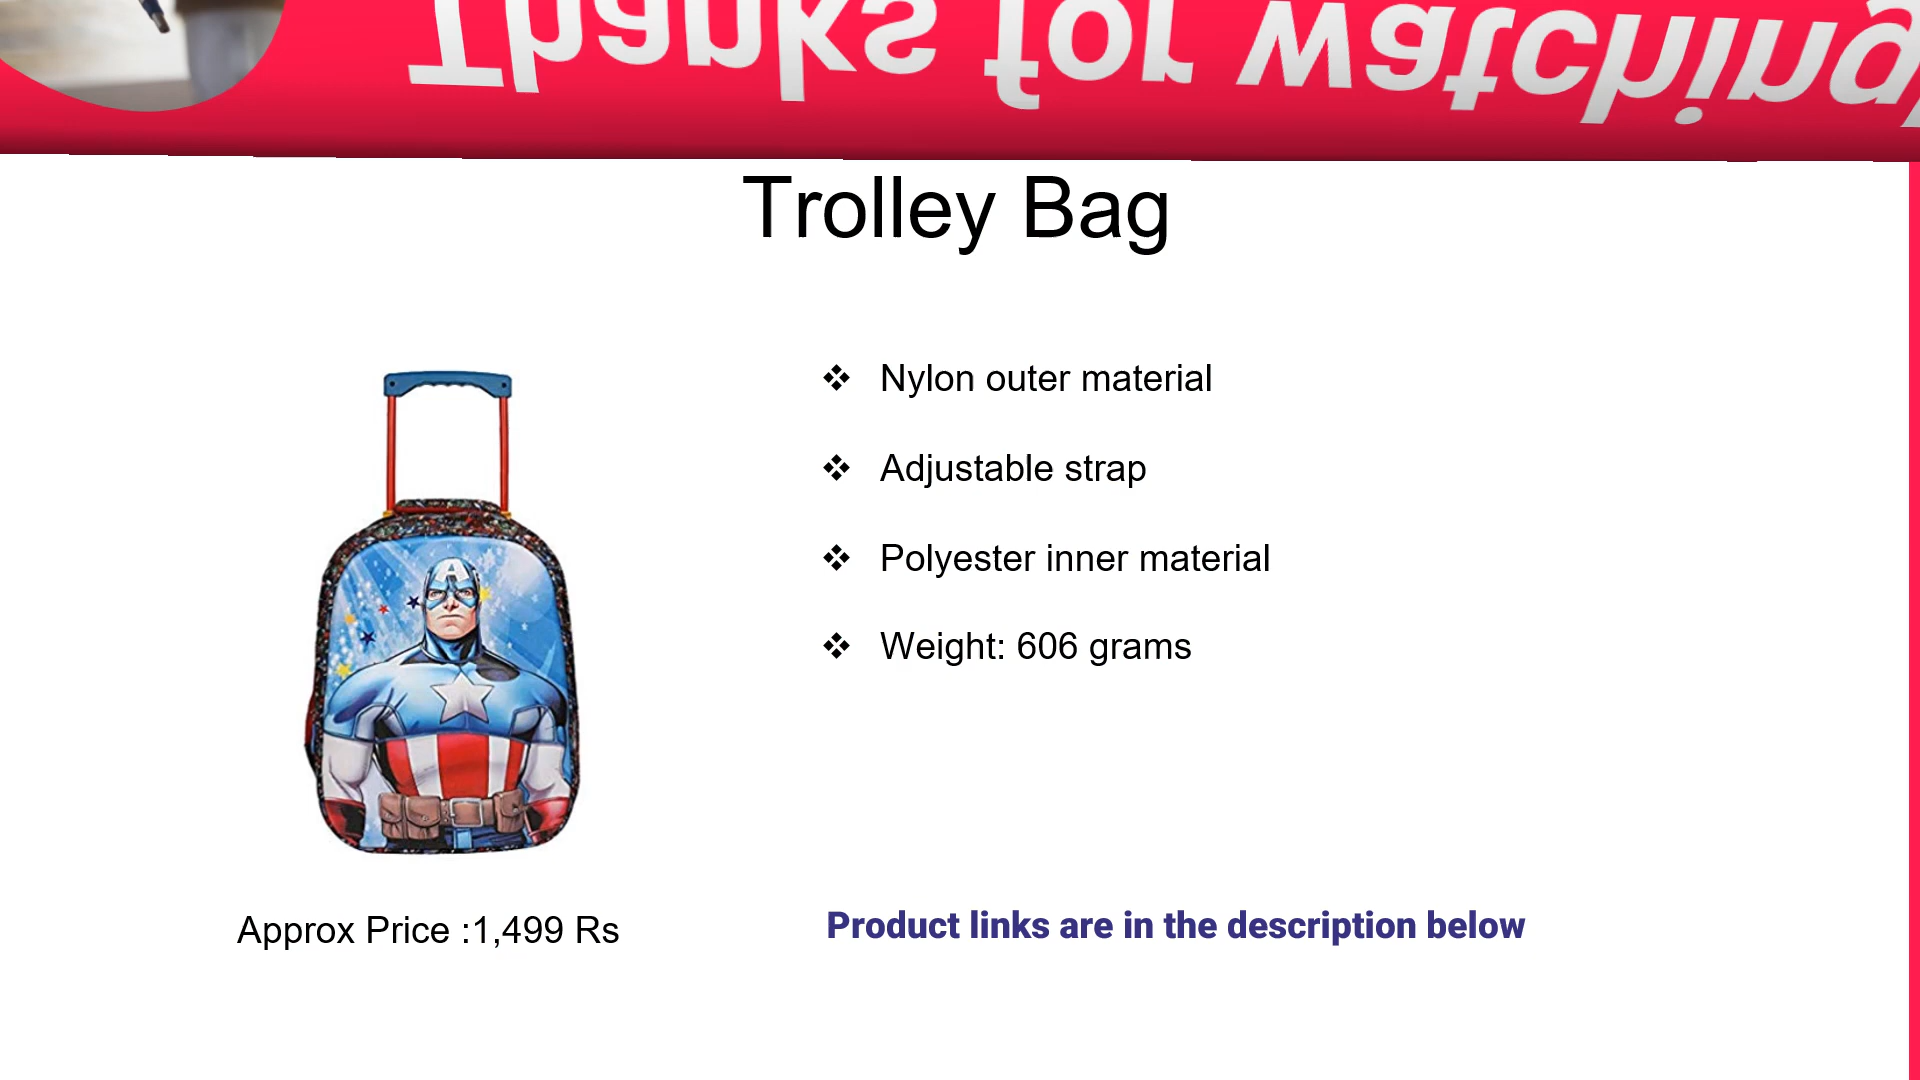 Thanks for watching
Trolley Bag
❖ Nylon outer material
❖ Adjustable strap
❖ Polyester inner material
❖ Weight: 606 grams
A
Approx Price :1,499 Rs
Product links are in the description below